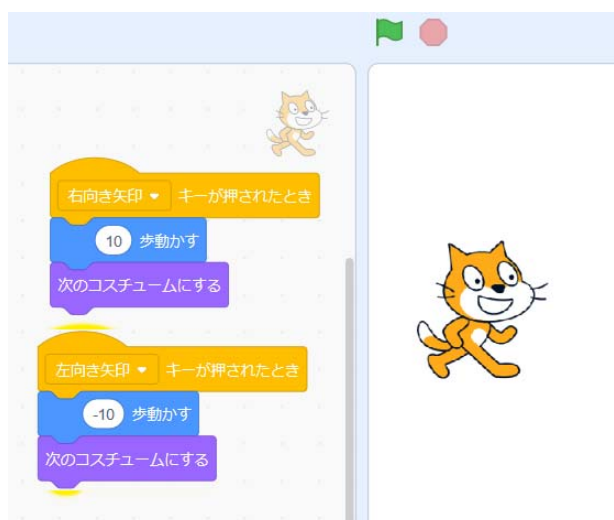 右向き矢印 キーが押されたとき
10 歩動かす
次のコスチュームにする
左向き矢印 キーが押されたとき
-10 歩動かす
次のコスチュームにする